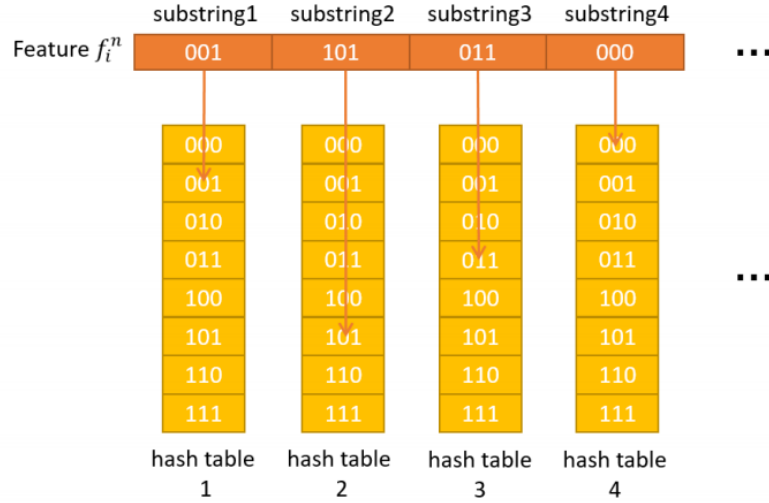 substring1 substring2 substring3 substring4
Feature $f_i^n$ 001 101 011 000 ...
000 000 000 000
001 001 001 001
010 010 010 010
011 011 011 011 ...
100 100 100 100
101 101 101 101
110 110 110 110
111 111 111 111
hash table hash table hash table hash table
1 2 3 4